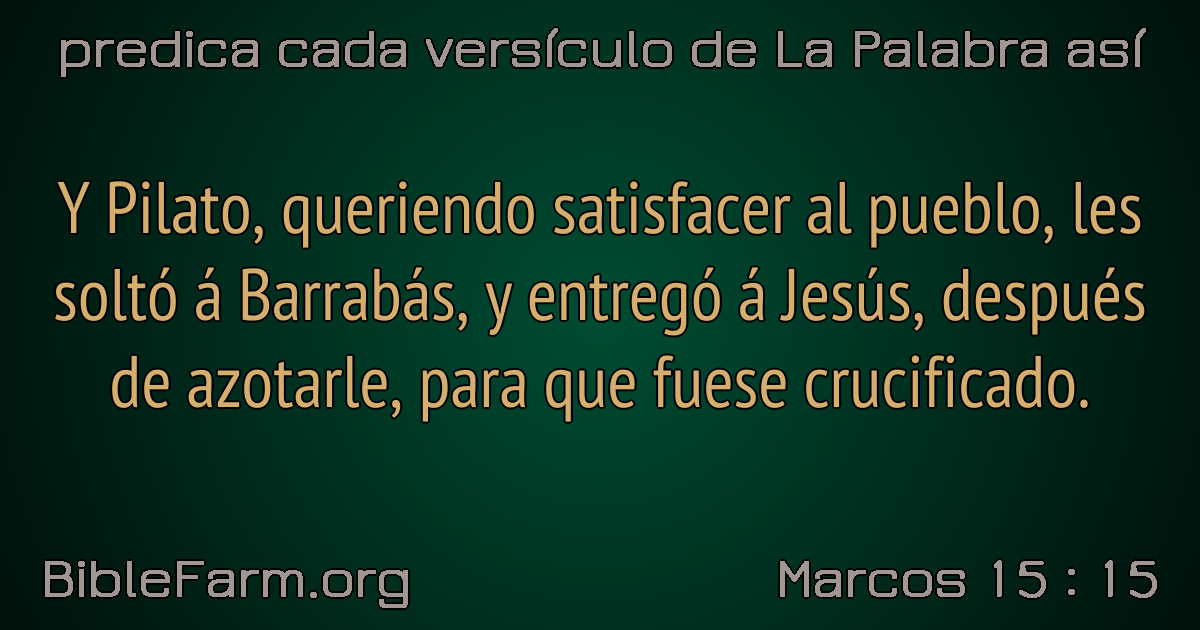 predica cada versículo de La Palabra así
Y Pilato, queriendo satisfacer al pueblo, les
soltó á Barrabás, y entregó á Jesús, después
de azotarle, para que fuese crucificado.
BibleFarm.org
Marcos 15 : 15